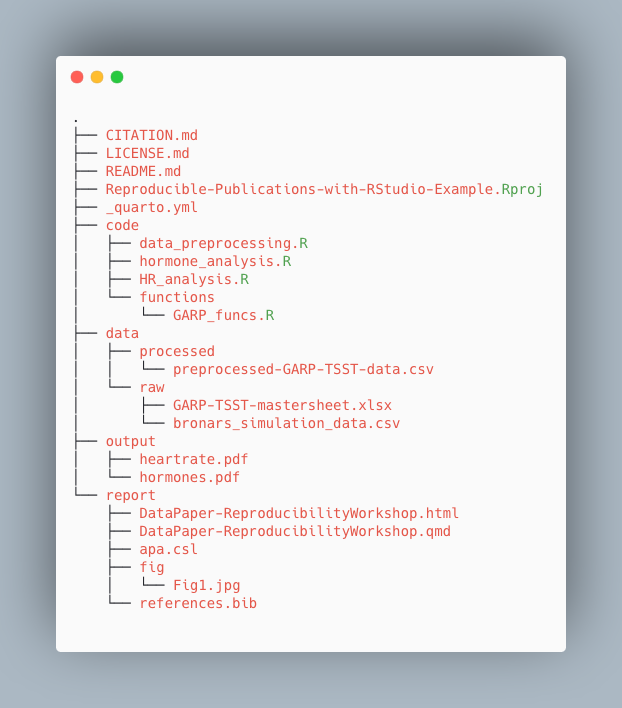 .
├── CITATION.md
├── LICENSE.md
├── README.md
├── Reproducible-Publications-with-RStudio-Example.Rproj
├── _quarto.yml
├── code
│   ├── data_preprocessing.R
│   ├── hormone_analysis.R
│   ├── HR_analysis.R
│   └── functions
│       └── GARP_funcs.R
├── data
│   ├── processed
│   │   └── preprocessed-GARP-TSST-data.csv
│   └── raw
│       ├── GARP-TSST-mastersheet.xlsx
│       └── bronars_simulation_data.csv
├── output
│   ├── heartrate.pdf
│   └── hormones.pdf
└── report
    ├── DataPaper-ReproducibilityWorkshop.html
    ├── DataPaper-ReproducibilityWorkshop.qmd
    ├── apa.csl
    ├── fig
    │   └── Fig1.jpg
    └── references.bib